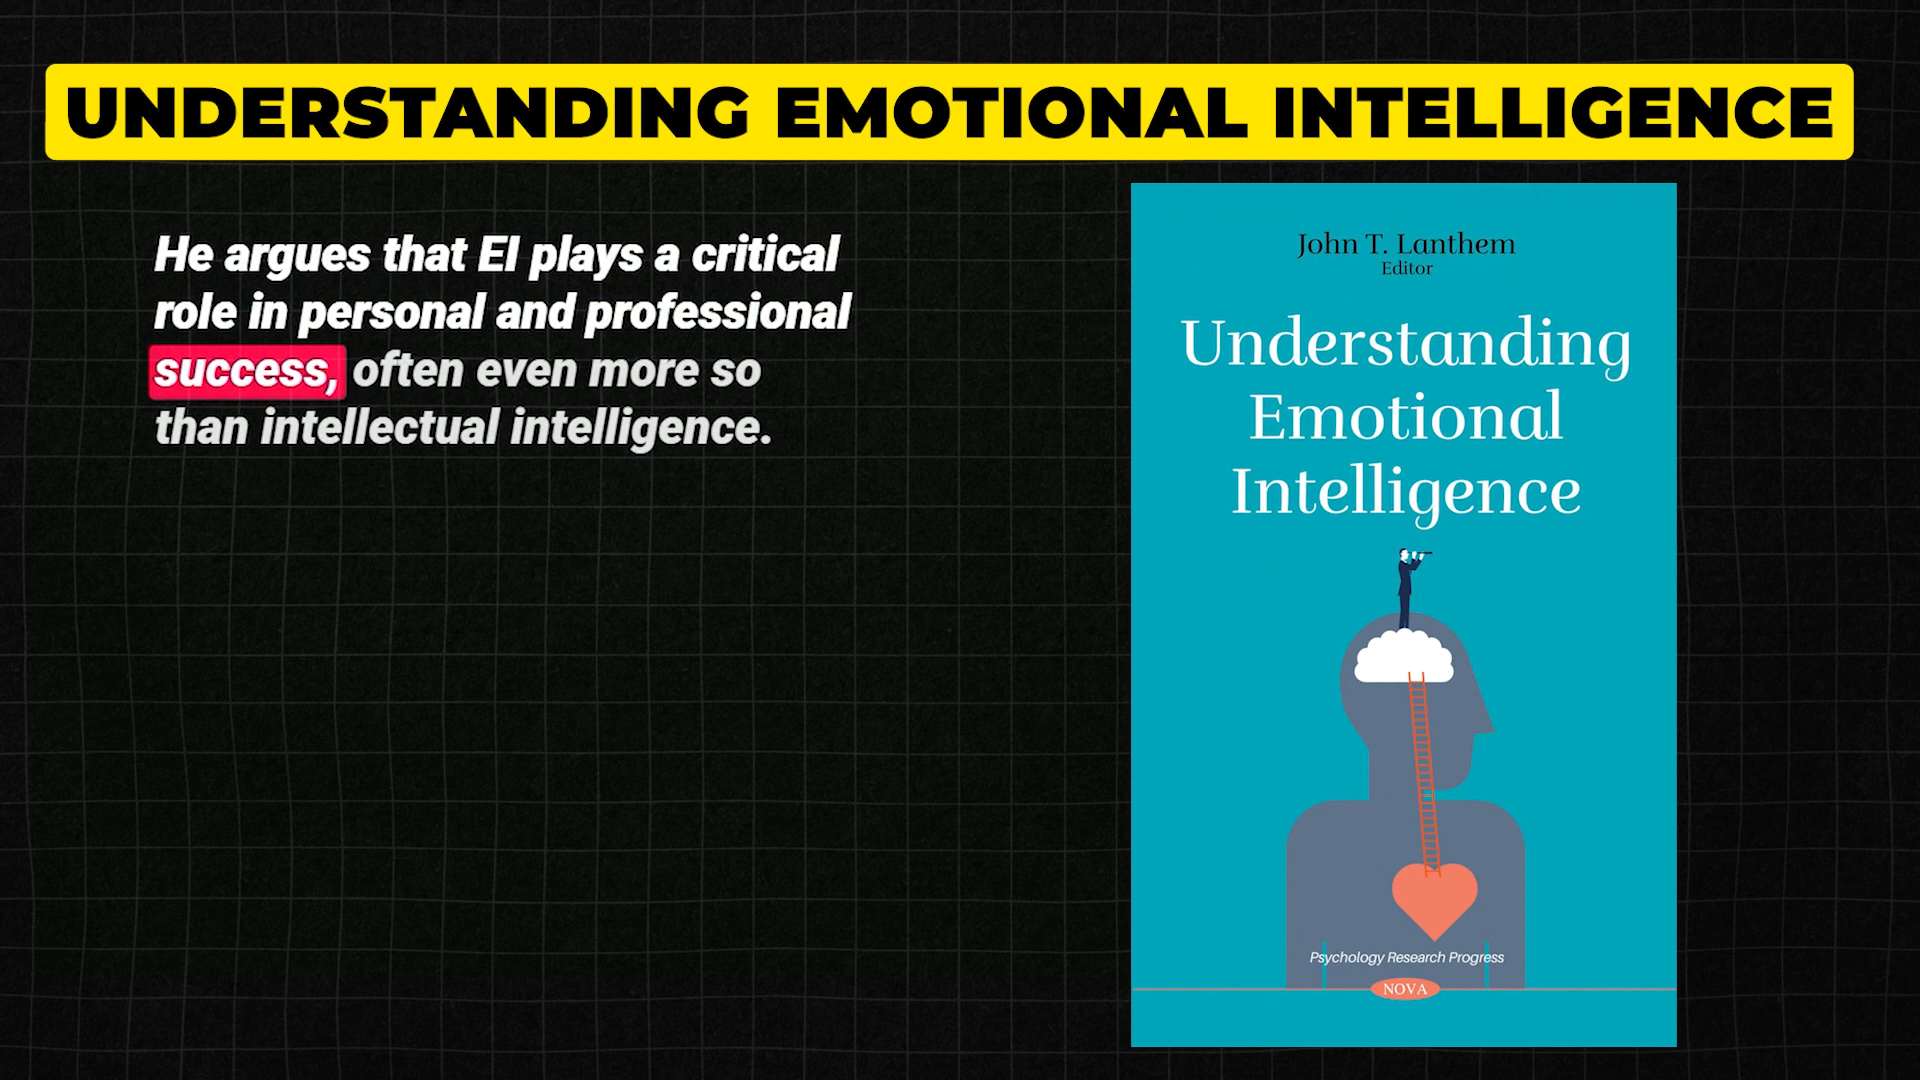 UNDERSTANDING EMOTIONAL INTELLIGENCE
He argues that EI plays a critical
role in personal and professional
success, often even more so
than intellectual intelligence.
John T. Lanthem
Editor
Understanding
Emotional
Intelligence
Psychology Research Progress
NOVA